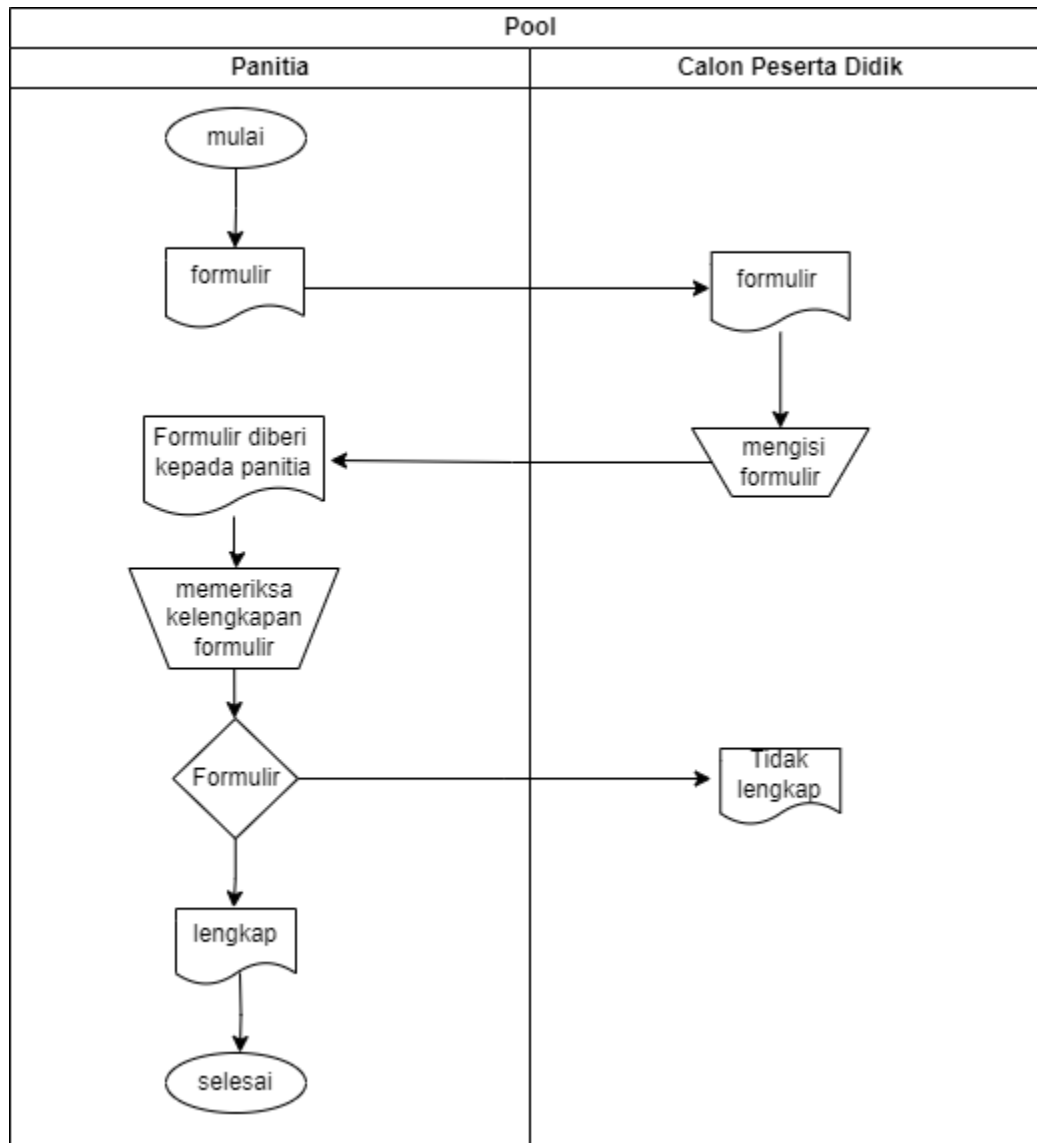 Pool
Panitia
Calon Peserta Didik
mulai
formulir
formulir
Formulir diberi
kepada panitia
mengisi
formulir
memeriksa
kelengkapan
formulir
Formulir
Tidak
lengkap
lengkap
selesai